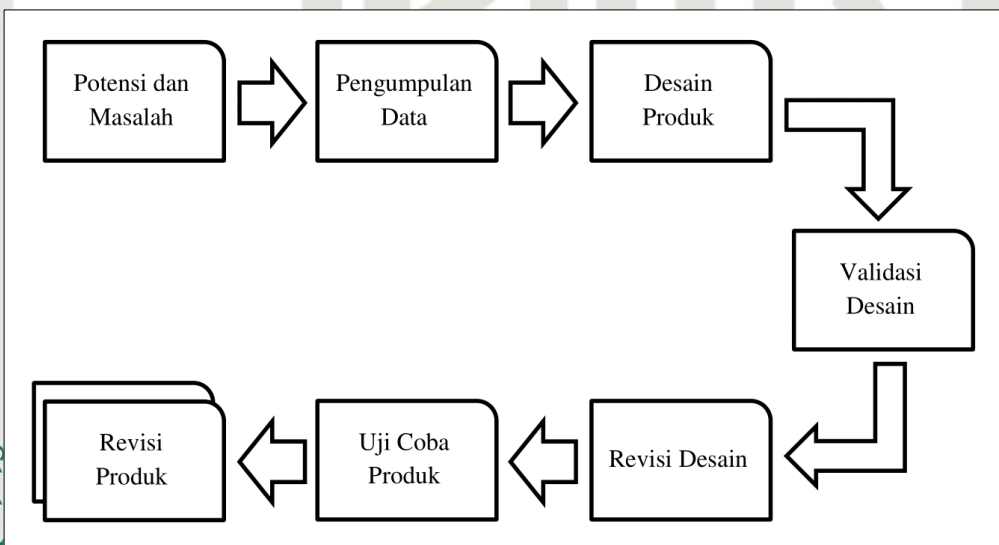 Potensi dan
Masalah
Pengumpulan
Data
Desain
Produk
Validasi
Desain
Revisi Desain
Uji Coba
Produk
Revisi
Produk